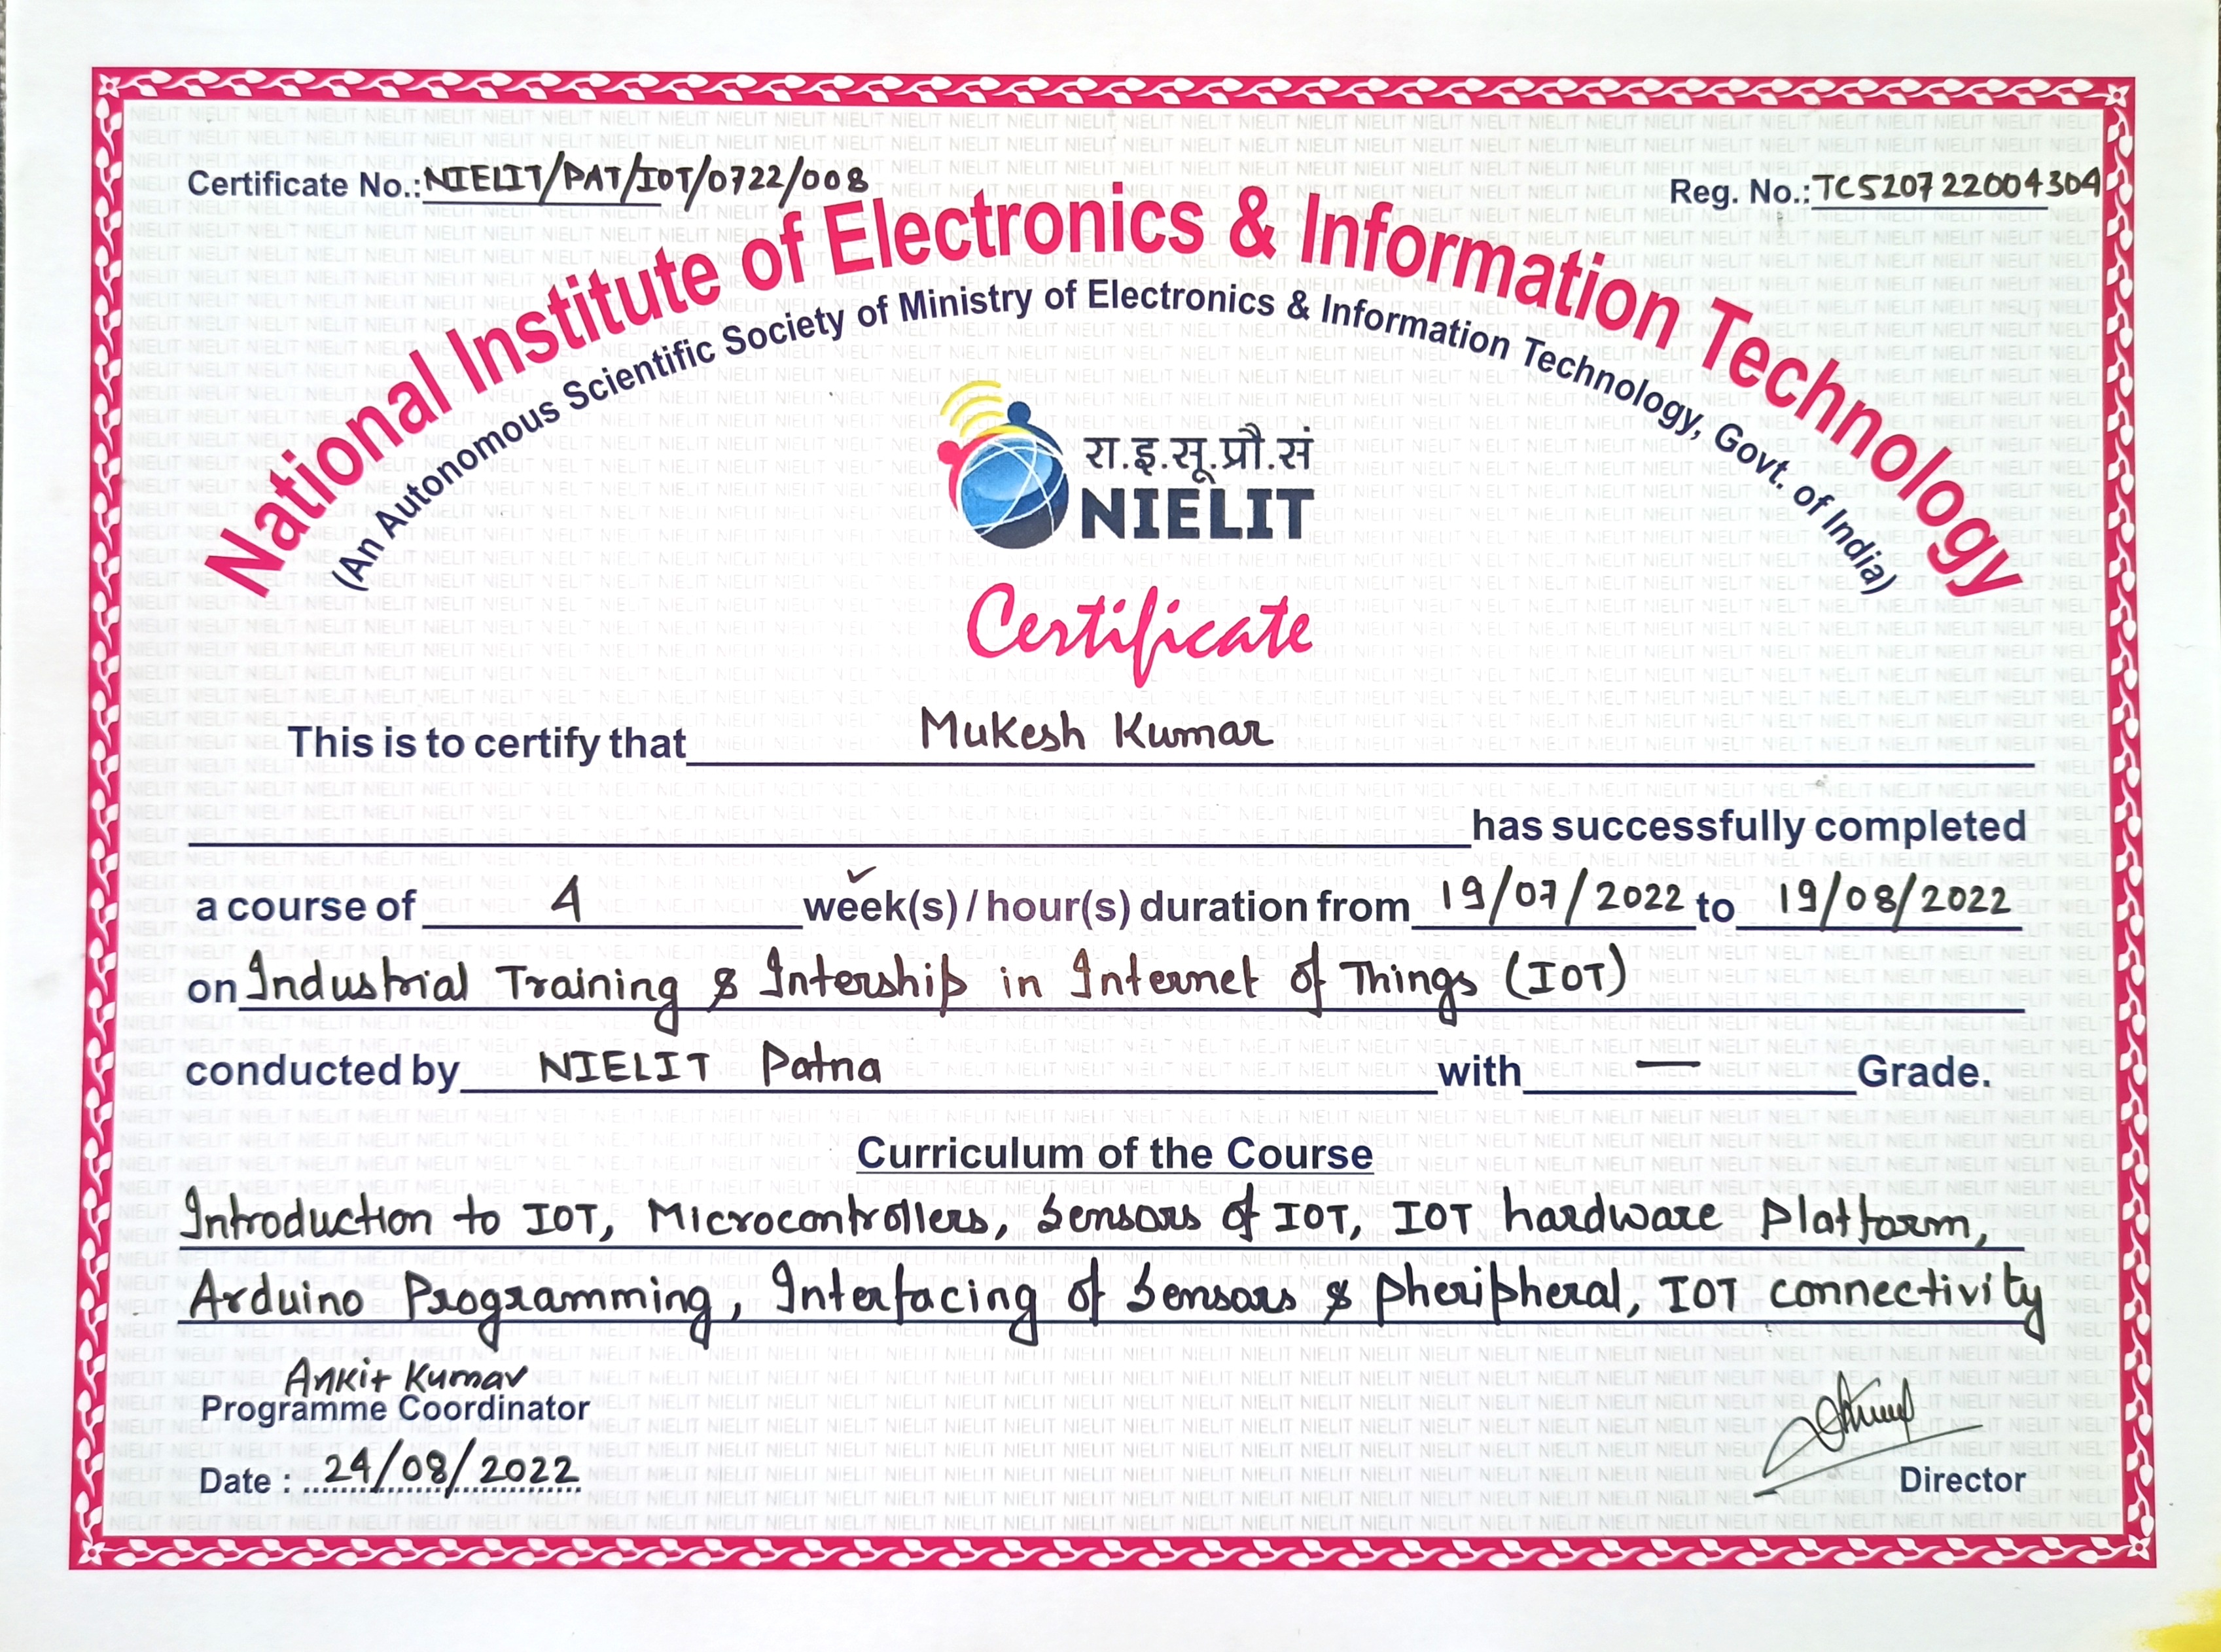 Certificate No.: NIELIT/PAT/IOT/0722/008
Reg. No.: TC520722004304
National Institute of Electronics & Information Technology
(An Autonomous Scientific Society of Ministry of Electronics & Information Technology, Govt. of India)
रा.इ.सू.प्रौ.सं
NIELIT
Certificate
This is to certify that Mukesh Kumar
has successfully completed
a course of 4 week(s) / hour(s) duration from 19/07/2022 to 19/08/2022
on Industrial Training & Intership in Internet of Things (IOT)
conducted by NIELIT Patna with — Grade.
Curriculum of the Course
Introduction to IOT, Microcontrollers, Sensors of IOT, IOT hardware Platform,
Arduino Programming, Interfacing of Sensors & Pheripheral, IOT connectivity
Ankit Kumar
Programme Coordinator
Date : 24/08/2022
Director